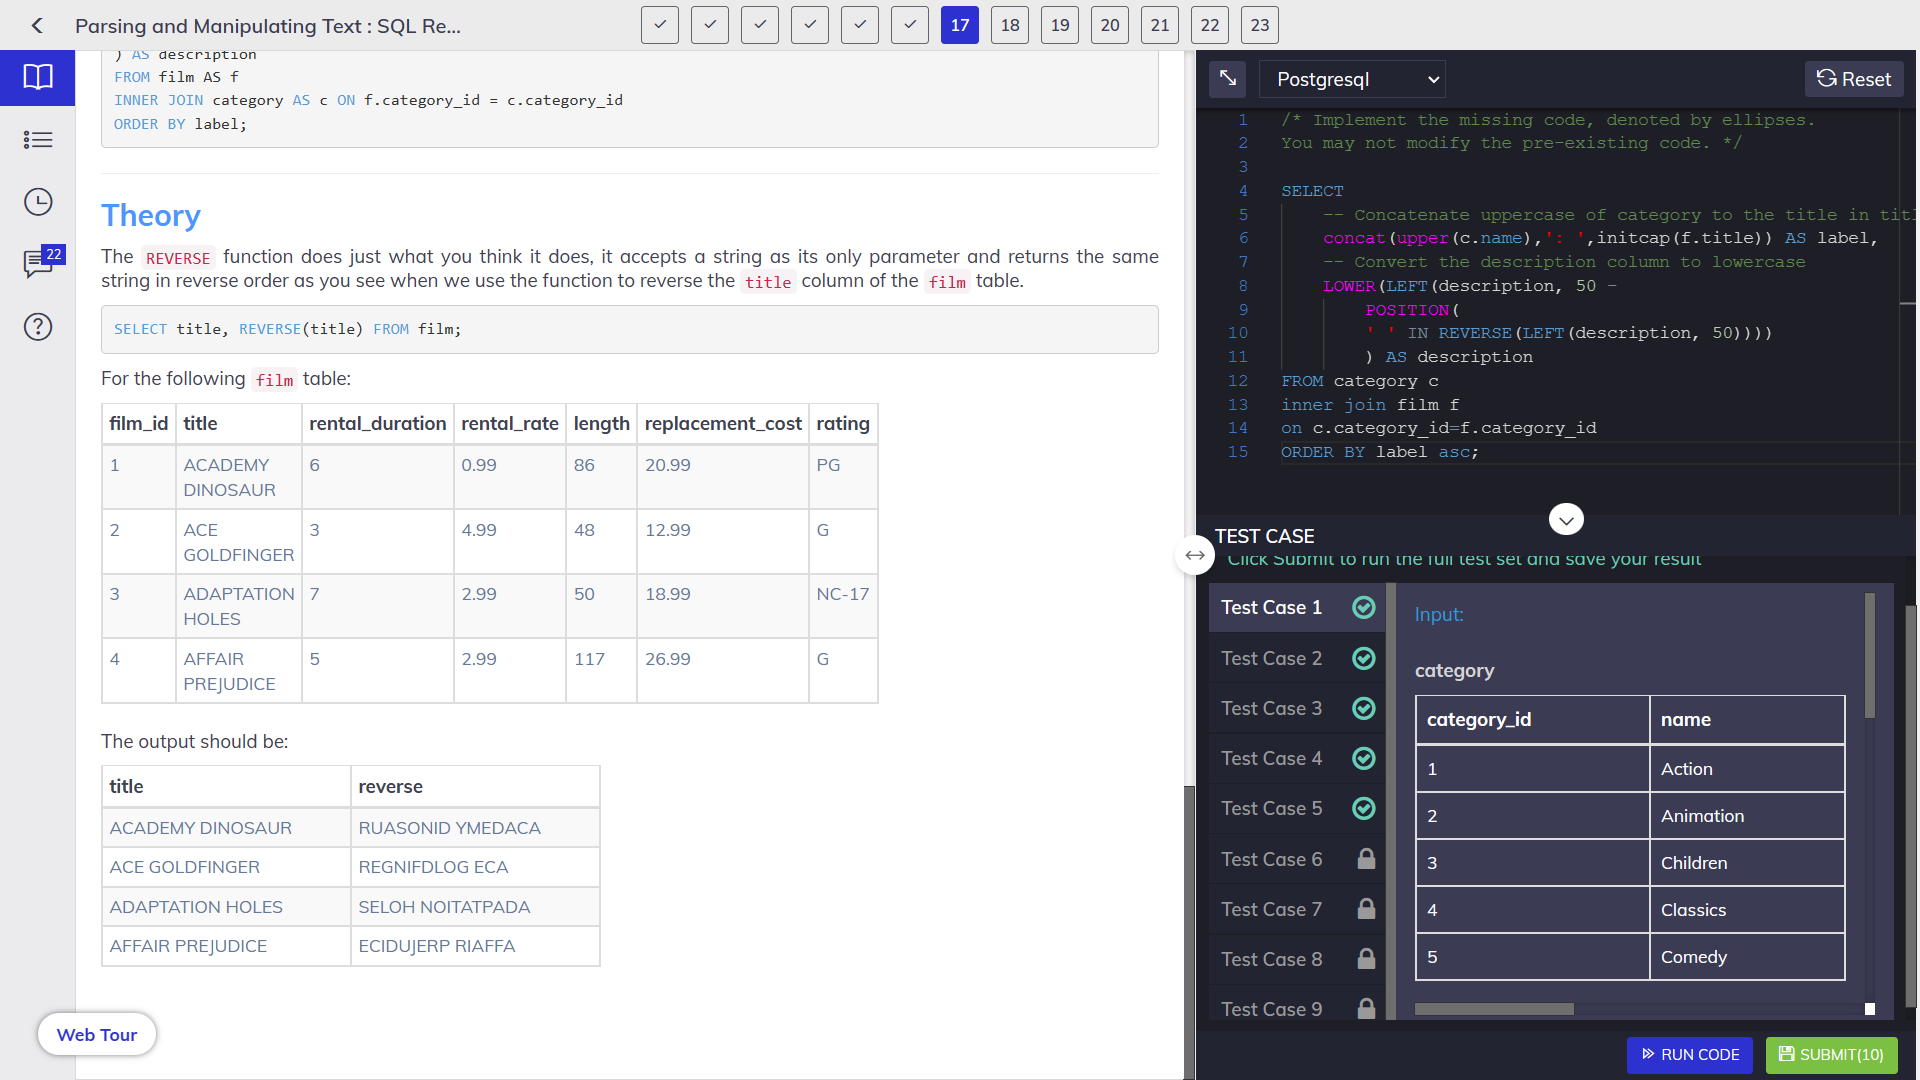 Parsing and Manipulating Text : SQL Re...
17 18 19 20 21 22 23
22
) AS description
FROM film AS f
INNER JOIN category AS c ON f.category_id = c.category_id
ORDER BY label;
Theory
The REVERSE function does just what you think it does, it accepts a string as its only parameter and returns the same
string in reverse order as you see when we use the function to reverse the title column of the film table.
SELECT title, REVERSE(title) FROM film;
For the following film table:
film_id title rental_duration rental_rate length replacement_cost rating
1 ACADEMY DINOSAUR 6 0.99 86 20.99 PG
2 ACE GOLDFINGER 3 4.99 48 12.99 G
3 ADAPTATION HOLES 7 2.99 50 18.99 NC-17
4 AFFAIR PREJUDICE 5 2.99 117 26.99 G
The output should be:
title reverse
ACADEMY DINOSAUR RUASONID YMEDACA
ACE GOLDFINGER REGNIFDLOG ECA
ADAPTATION HOLES SELOH NOITATPADA
AFFAIR PREJUDICE ECIDUJERP RIAFFA
Web Tour
Postgresql
Reset
1 /* Implement the missing code, denoted by ellipses.
2 You may not modify the pre-existing code. */
3
4 SELECT
5 -- Concatenate uppercase of category to the title in titl
6 concat(upper(c.name),': ',initcap(f.title)) AS label,
7 -- Convert the description column to lowercase
8 LOWER(LEFT(description, 50 -
9 POSITION(
10 ' ' IN REVERSE(LEFT(description, 50))))
11 ) AS description
12 FROM category c
13 inner join film f
14 on c.category_id=f.category_id
15 ORDER BY label asc;
TEST CASE
Click Submit to run the full test set and save your result
Test Case 1
Test Case 2
Test Case 3
Test Case 4
Test Case 5
Test Case 6
Test Case 7
Test Case 8
Test Case 9
Input:
category
category_id name
1 Action
2 Animation
3 Children
4 Classics
5 Comedy
RUN CODE
SUBMIT(10)